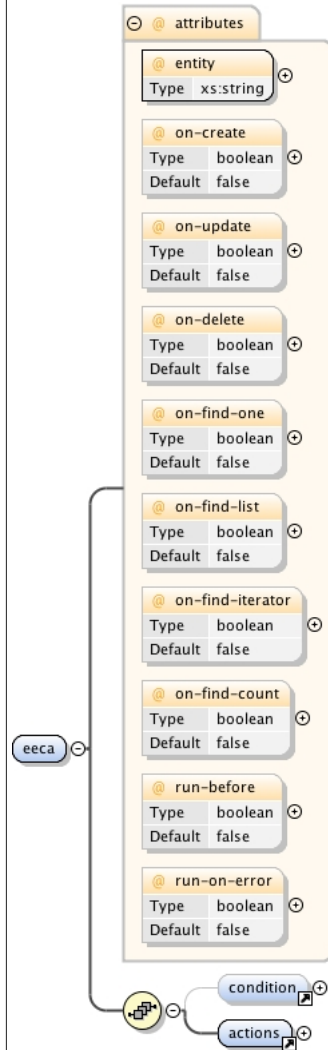 @ attributes
@ entity
Type xs:string
@ on-create
Type boolean
Default false
@ on-update
Type boolean
Default false
@ on-delete
Type boolean
Default false
@ on-find-one
Type boolean
Default false
@ on-find-list
Type boolean
Default false
@ on-find-iterator
Type boolean
Default false
@ on-find-count
Type boolean
Default false
eeca
@ run-before
Type boolean
Default false
@ run-on-error
Type boolean
Default false
condition
actions